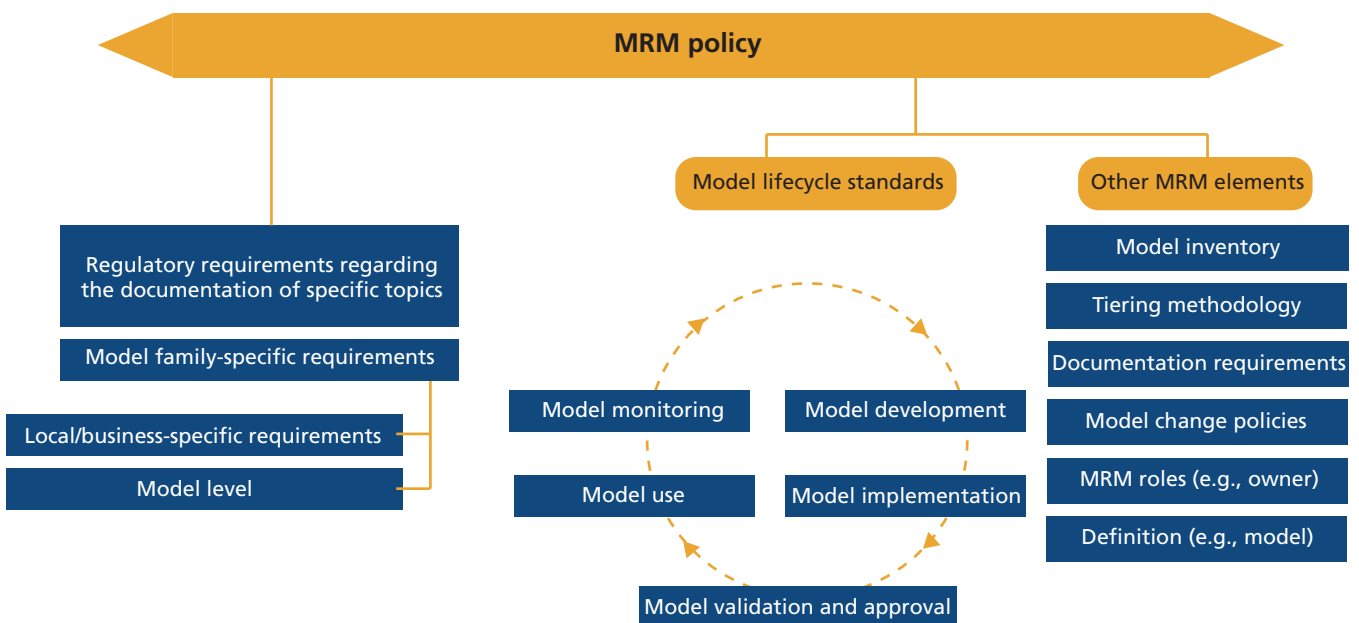 MRM policy
Model lifecycle standards
Other MRM elements
Regulatory requirements regarding
the documentation of specific topics
Model family-specific requirements
Local/business-specific requirements
Model level
Model monitoring
Model development
Model use
Model implementation
Model validation and approval
Model inventory
Tiering methodology
Documentation requirements
Model change policies
MRM roles (e.g., owner)
Definition (e.g., model)